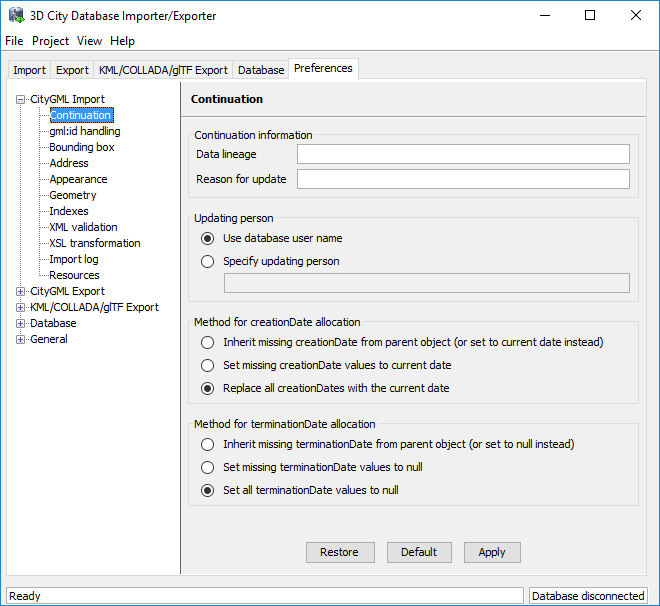 3D City Database Importer/Exporter
File Project View Help
Import Export KML/COLLADA/glTF Export Database Preferences
CityGML Import
Continuation
gml:id handling
Bounding box
Address
Appearance
Geometry
Indexes
XML validation
XSL transformation
Import log
Resources
CityGML Export
KML/COLLADA/glTF Export
Database
General
Continuation
Continuation information
Data lineage
Reason for update
Updating person
Use database user name
Specify updating person
Method for creationDate allocation
Inherit missing creationDate from parent object (or set to current date instead)
Set missing creationDate values to current date
Replace all creationDates with the current date
Method for terminationDate allocation
Inherit missing terminationDate from parent object (or set to null instead)
Set missing terminationDate values to null
Set all terminationDate values to null
Restore Default Apply
Ready Database disconnected